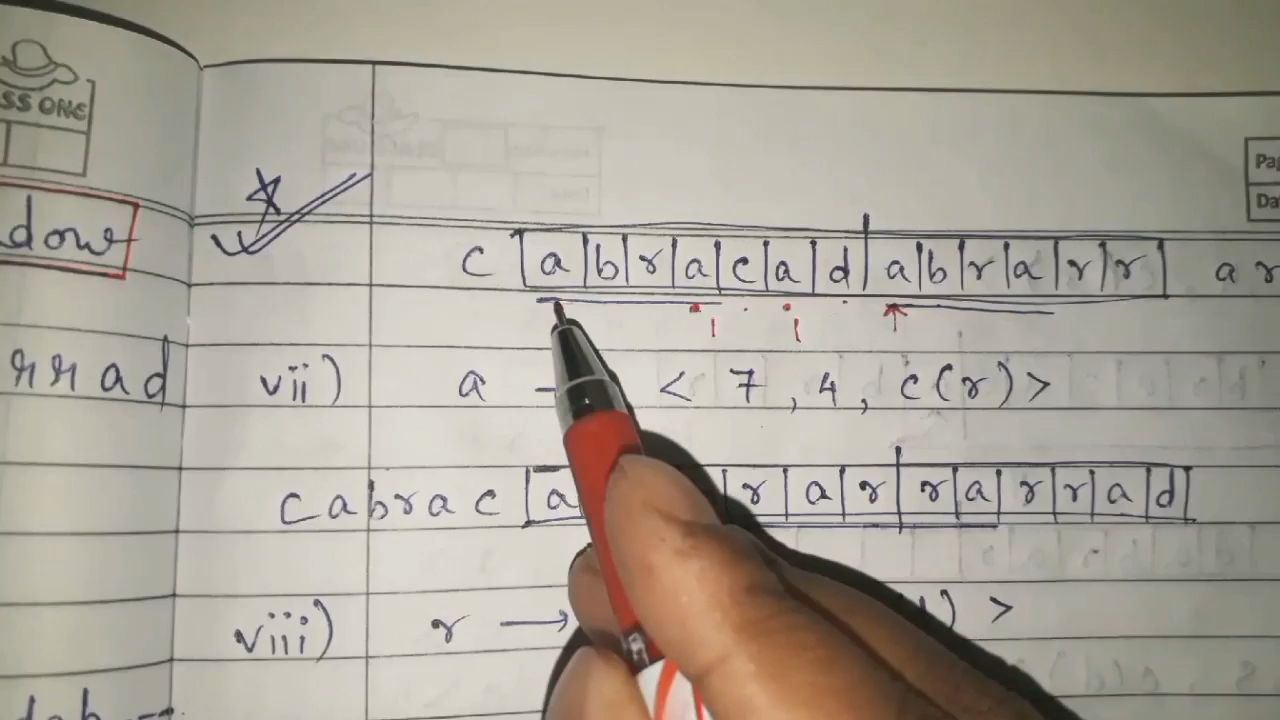 SS ONE
Pa
Da
dow
c a b r a c a d a b r a r r a r
rrad vii) a < 7, 4, c(r) >
c a b r a c a r a r r a r r a d
viii) r → ) >